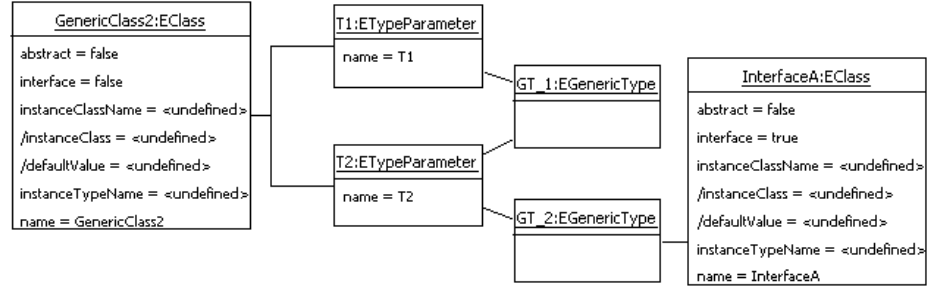 GenericClass2:EClass
abstract = false
interface = false
instanceClassName = <undefined>
/instanceClass = <undefined>
/defaultValue = <undefined>
instanceTypeName = <undefined>
name = GenericClass2
T1:ETypeParameter
name = T1
T2:ETypeParameter
name = T2
GT_1:EGenericType
GT_2:EGenericType
InterfaceA:EClass
abstract = false
interface = true
instanceClassName = <undefined>
/instanceClass = <undefined>
/defaultValue = <undefined>
instanceTypeName = <undefined>
name = InterfaceA